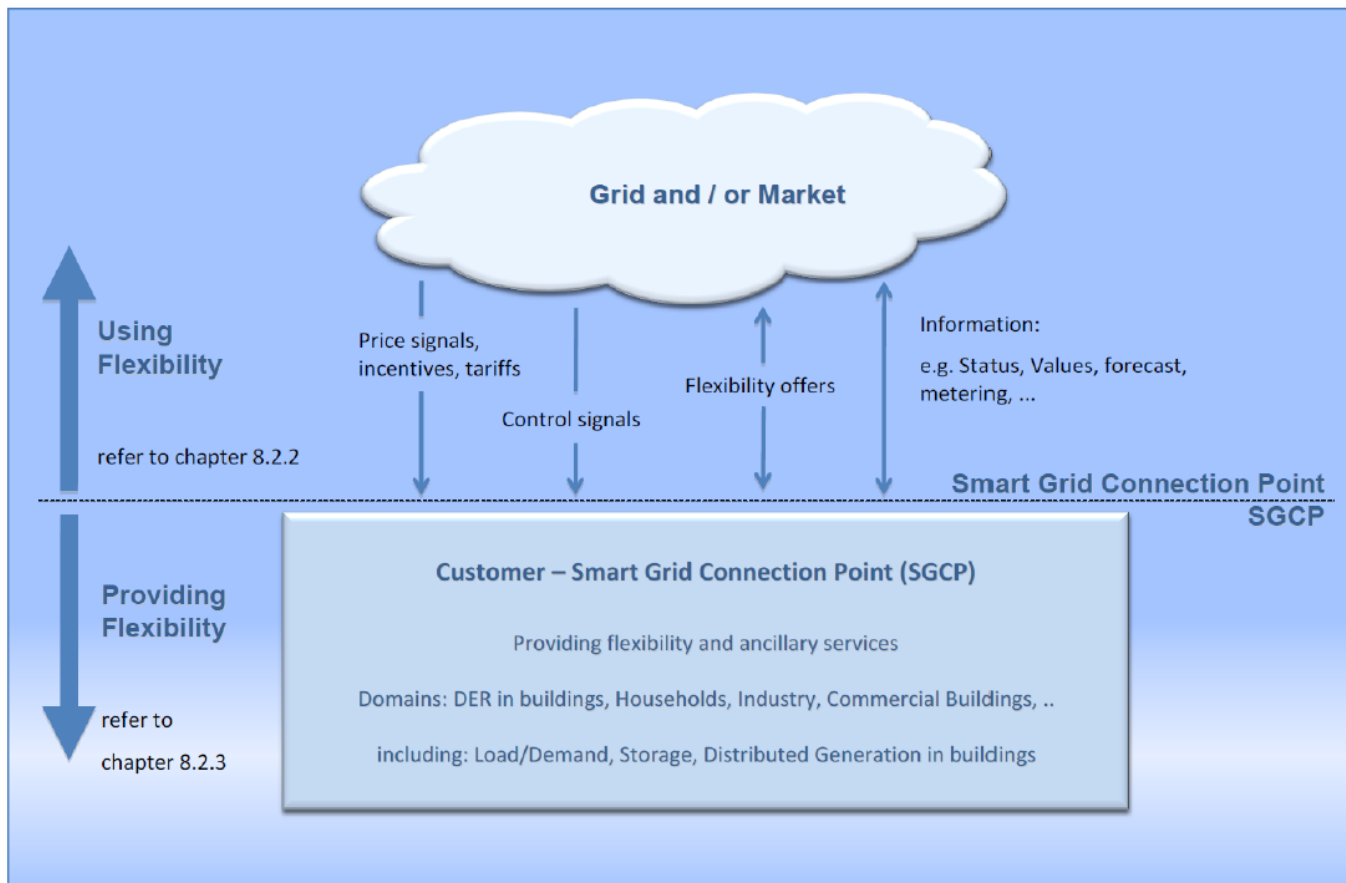 Grid and / or Market
Using
Flexibility
refer to chapter 8.2.2
Price signals,
incentives, tariffs
Control signals
Flexibility offers
Information:
e.g. Status, Values, forecast,
metering, ...
Smart Grid Connection Point
SGCP
Providing
Flexibility
refer to
chapter 8.2.3
Customer – Smart Grid Connection Point (SGCP)
Providing flexibility and ancillary services
Domains: DER in buildings, Households, Industry, Commercial Buildings, ..
including: Load/Demand, Storage, Distributed Generation in buildings